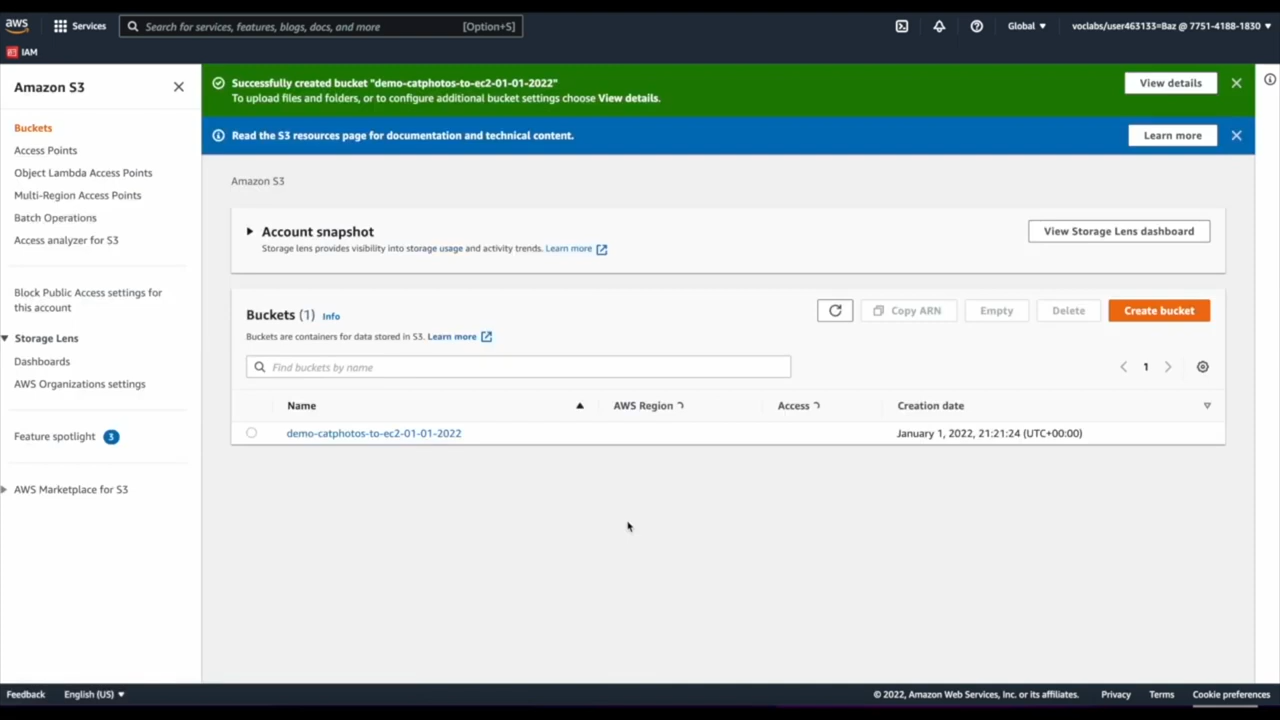 aws
Services
Search for services, features, blogs, docs, and more
[Option+S]
Global
voclabs/user463133=Baz @ 7751-4188-1830
IAM
Amazon S3
Buckets
Access Points
Object Lambda Access Points
Multi-Region Access Points
Batch Operations
Access analyzer for S3
Block Public Access settings for
this account
Storage Lens
Dashboards
AWS Organizations settings
Feature spotlight 3
AWS Marketplace for S3
Successfully created bucket "demo-catphotos-to-ec2-01-01-2022"
To upload files and folders, or to configure additional bucket settings choose View details.
View details
Read the S3 resources page for documentation and technical content.
Learn more
Amazon S3
Account snapshot
Storage lens provides visibility into storage usage and activity trends. Learn more
View Storage Lens dashboard
Buckets (1) Info
Buckets are containers for data stored in S3. Learn more
Copy ARN
Empty
Delete
Create bucket
Find buckets by name
1
Name
AWS Region
Access
Creation date
demo-catphotos-to-ec2-01-01-2022
January 1, 2022, 21:21:24 (UTC+00:00)
Feedback
English (US)
© 2022, Amazon Web Services, Inc. or its affiliates.
Privacy
Terms
Cookie preferences